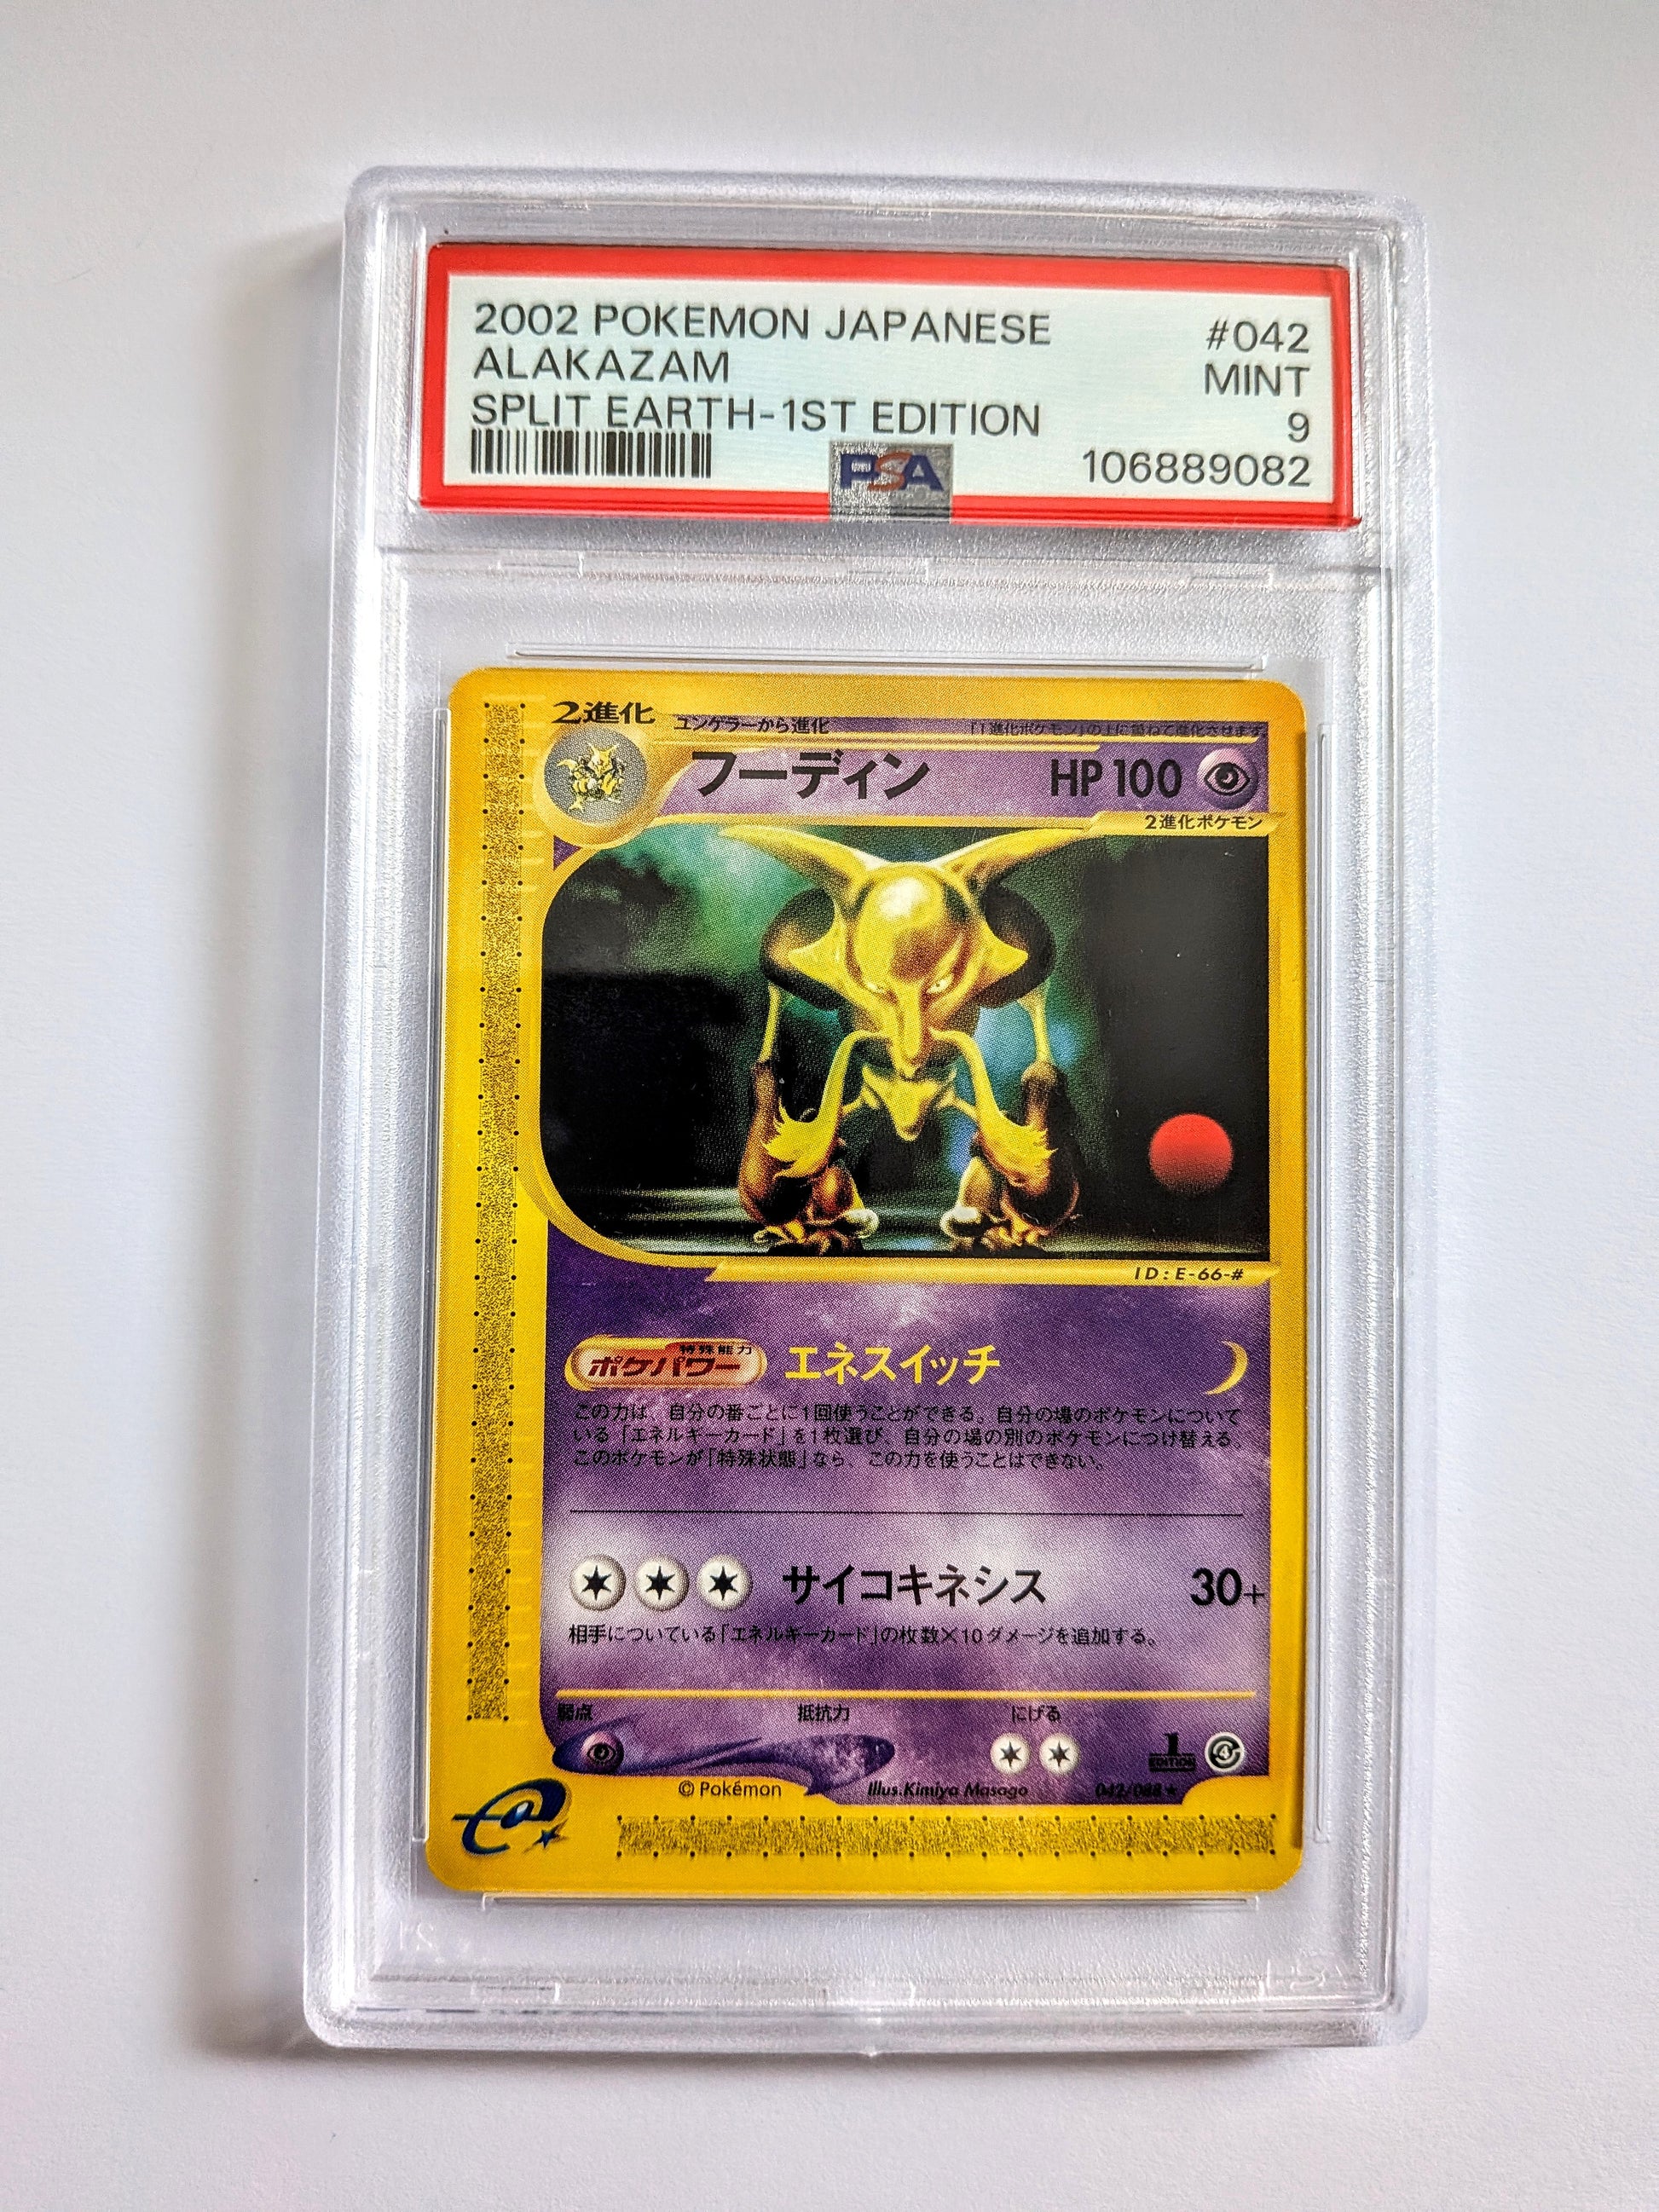 2002 POKEMON JAPANESE #042
ALAKAZAM MINT
SPLIT EARTH-1ST EDITION 9
PSA 106889082
2進化 ユンゲラーから進化 「1進化ポケモン」の上に重ねて進化させます。
フーディン HP100
2進化ポケモン
ID:E-66-#
ポケパワー 特殊能力 エネスイッチ
この力は、自分の番ごとに1回使うことができる。自分の場のポケモンについて
いる「エネルギーカード」を1枚選び、自分の場の別のポケモンにつけ替える。
このポケモンが「特殊状態」なら、この力を使うことはできない。
サイコキネシス 30+
相手についている「エネルギーカード」の枚数×10ダメージを追加する。
弱点 抵抗力 にげる
1 EDITION 4
© Pokémon Illus.Kimiya Masago 042/088★
e